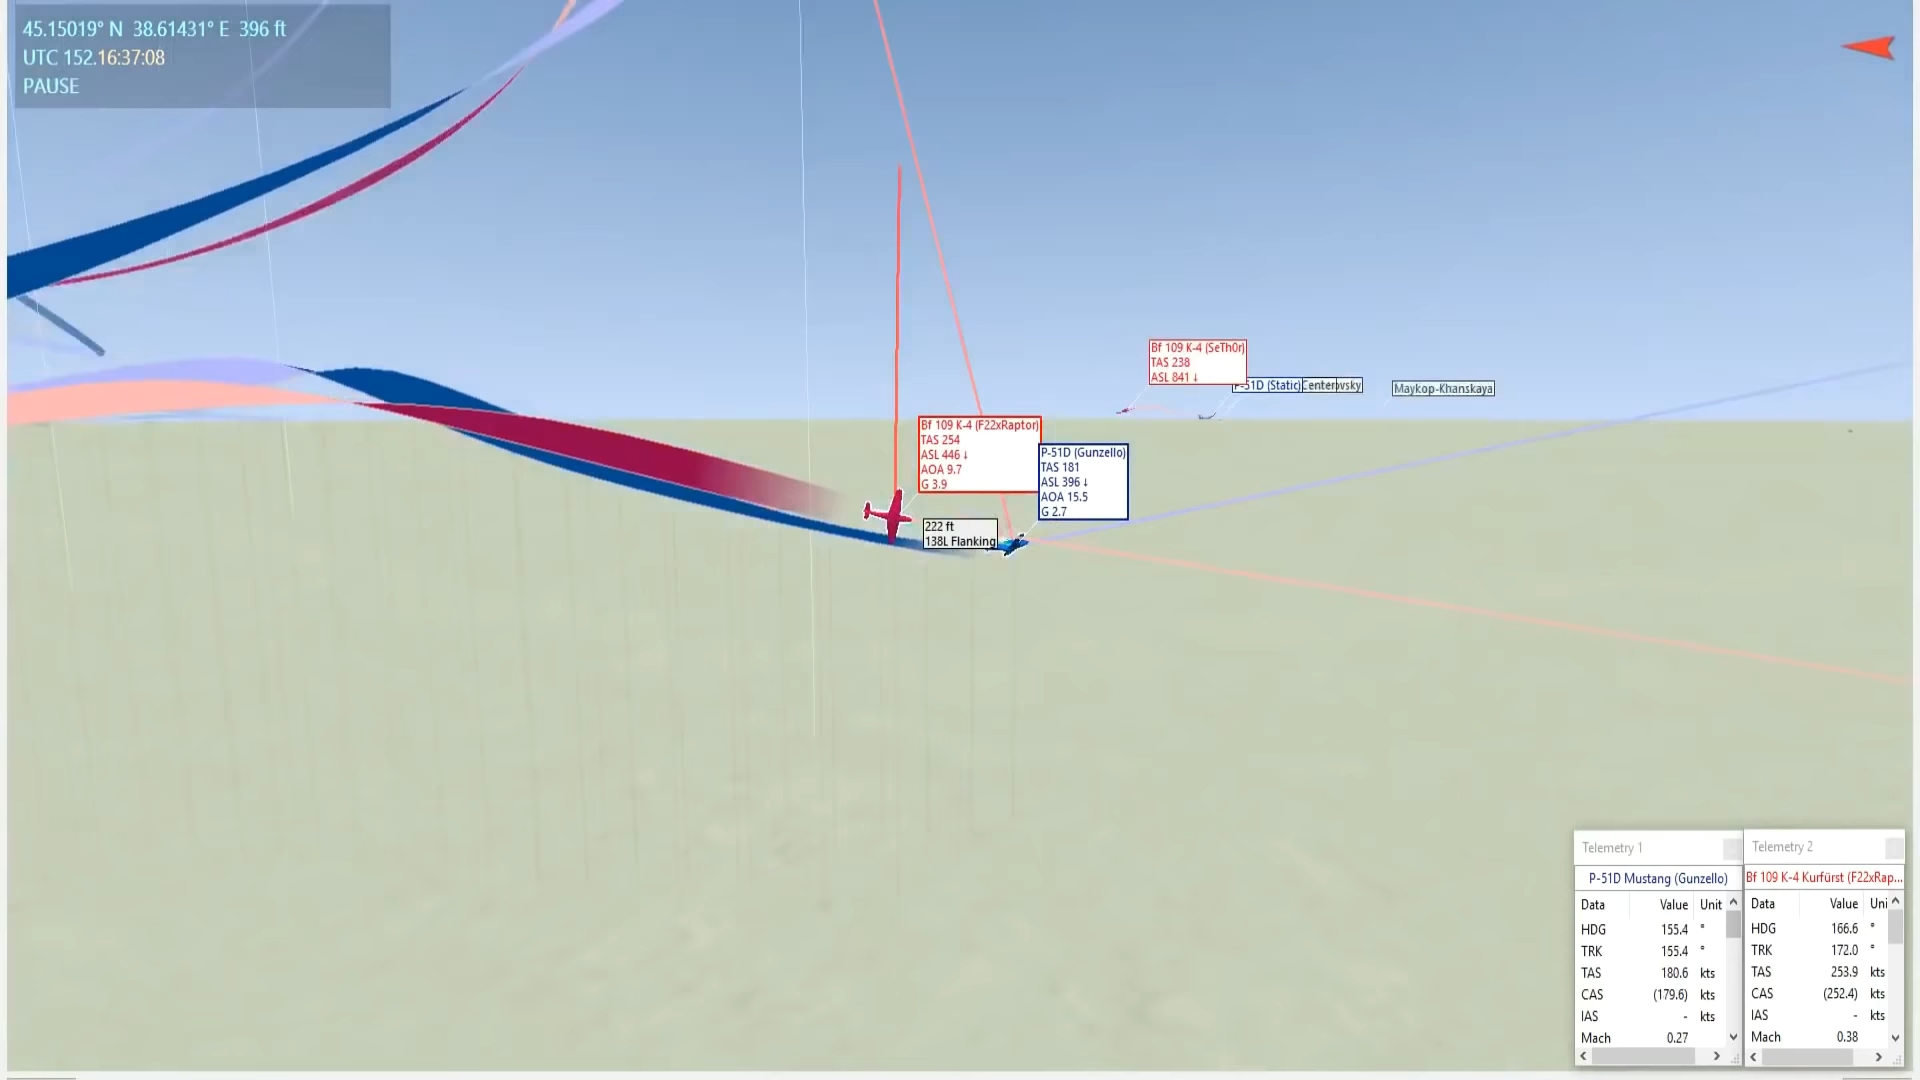 45.15019° N  38.61431° E  396 ft
UTC 152.16:37:08
PAUSE
Bf 109 K-4 (SeTh0r)
TAS 238
ASL 841 ↓
P-51D (Static)
Maykop-Khanskaya
Bf 109 K-4 (F22xRaptor)
TAS 254
ASL 446 ↓
AOA 9.7
G 3.9
P-51D (Gunzello)
TAS 181
ASL 396 ↓
AOA 15.5
G 2.7
222 ft
138L Flanking
Telemetry 1
P-51D Mustang (Gunzello)
Data Value Unit
HDG 155.4 °
TRK 155.4 °
TAS 180.6 kts
CAS (179.6) kts
IAS - kts
Mach 0.27
Telemetry 2
Bf 109 K-4 Kurfürst (F22xRap...
Data Value Uni
HDG 166.6 °
TRK 172.0 °
TAS 253.9 kts
CAS (252.4) kts
IAS - kts
Mach 0.38